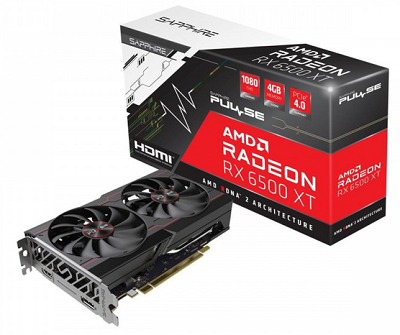 SAPPHIRE
AMD
RADEON
RX 6500 XT
1080
4GB
MEMORY
PCIe
4.0
SAPPHIRE
PULSE
AMD
RADEON
RX 6500 XT
HDMI
AMD RDNA 2 ARCHITECTURE